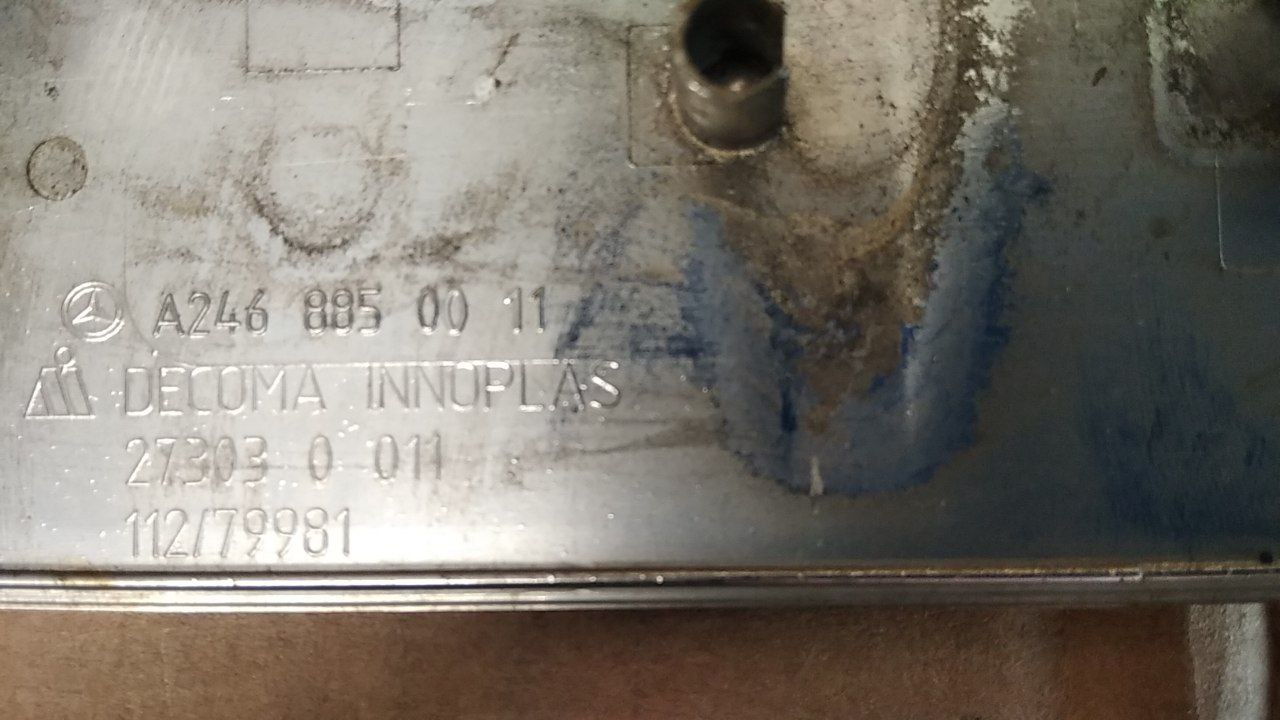 A246 885 00 11
DECOMA INNOPLAS
27303 0 011
112/79981